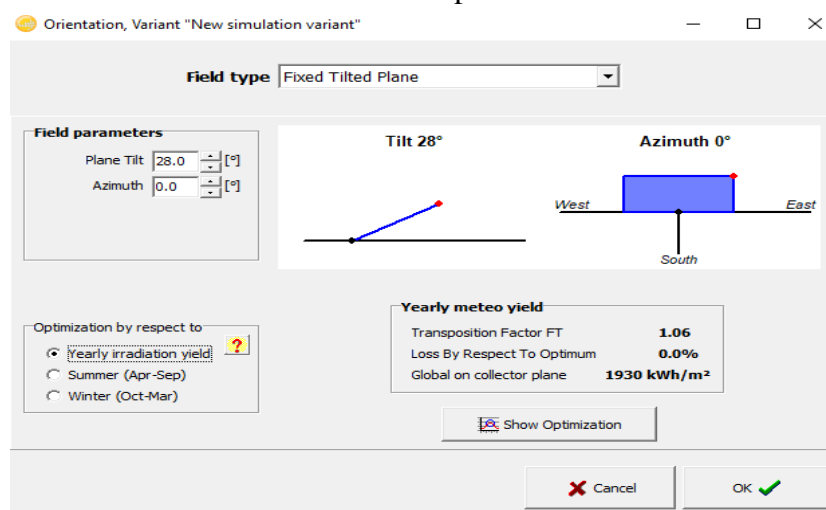 Orientation, Variant "New simulation variant"
Field type Fixed Tilted Plane
Field parameters
Plane Tilt 28.0 [°]
Azimuth 0.0 [°]
Tilt 28°
Azimuth 0°
West
East
South
Optimization by respect to
?
Yearly irradiation yield
Summer (Apr-Sep)
Winter (Oct-Mar)
Yearly meteo yield
Transposition Factor FT 1.06
Loss By Respect To Optimum 0.0%
Global on collector plane 1930 kWh/m²
Show Optimization
Cancel
OK